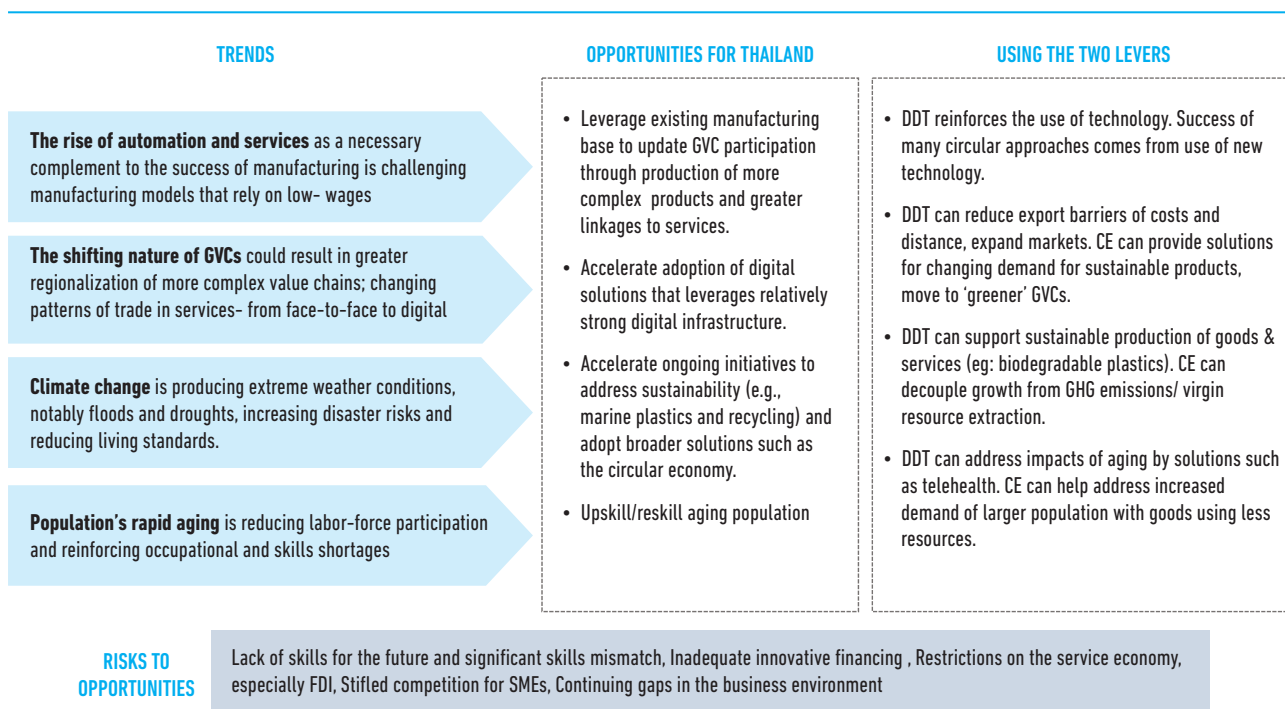 TRENDS
The rise of automation and services as a necessary
complement to the success of manufacturing is challenging
manufacturing models that rely on low- wages
The shifting nature of GVCs could result in greater
regionalization of more complex value chains; changing
patterns of trade in services- from face-to-face to digital
Climate change is producing extreme weather conditions,
notably floods and droughts, increasing disaster risks and
reducing living standards.
Population's rapid aging is reducing labor-force participation
and reinforcing occupational and skills shortages
OPPORTUNITIES FOR THAILAND
• Leverage existing manufacturing
base to update GVC participation
through production of more
complex products and greater
linkages to services.
• Accelerate adoption of digital
solutions that leverages relatively
strong digital infrastructure.
• Accelerate ongoing initiatives to
address sustainability (e.g.,
marine plastics and recycling) and
adopt broader solutions such as
the circular economy.
• Upskill/reskill aging population
USING THE TWO LEVERS
• DDT reinforces the use of technology. Success of
many circular approaches comes from use of new
technology.
• DDT can reduce export barriers of costs and
distance, expand markets. CE can provide solutions
for changing demand for sustainable products,
move to 'greener' GVCs.
• DDT can support sustainable production of goods &
services (eg: biodegradable plastics). CE can
decouple growth from GHG emissions/ virgin
resource extraction.
• DDT can address impacts of aging by solutions such
as telehealth. CE can help address increased
demand of larger population with goods using less
resources.
RISKS TO
OPPORTUNITIES
Lack of skills for the future and significant skills mismatch, Inadequate innovative financing , Restrictions on the service economy,
especially FDI, Stifled competition for SMEs, Continuing gaps in the business environment